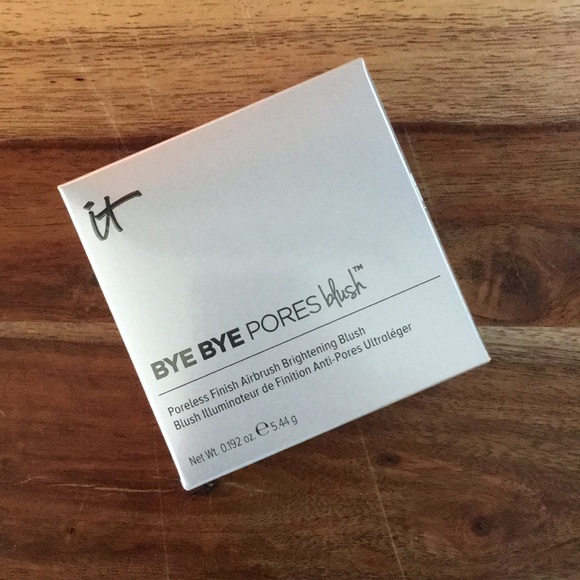 it
BYE BYE PORES blush™
Poreless Finish Airbrush Brightening Blush
Blush Illuminateur de Finition Anti-Pores Ultraléger
Net Wt. 0.192 oz. ℮ 5.44 g